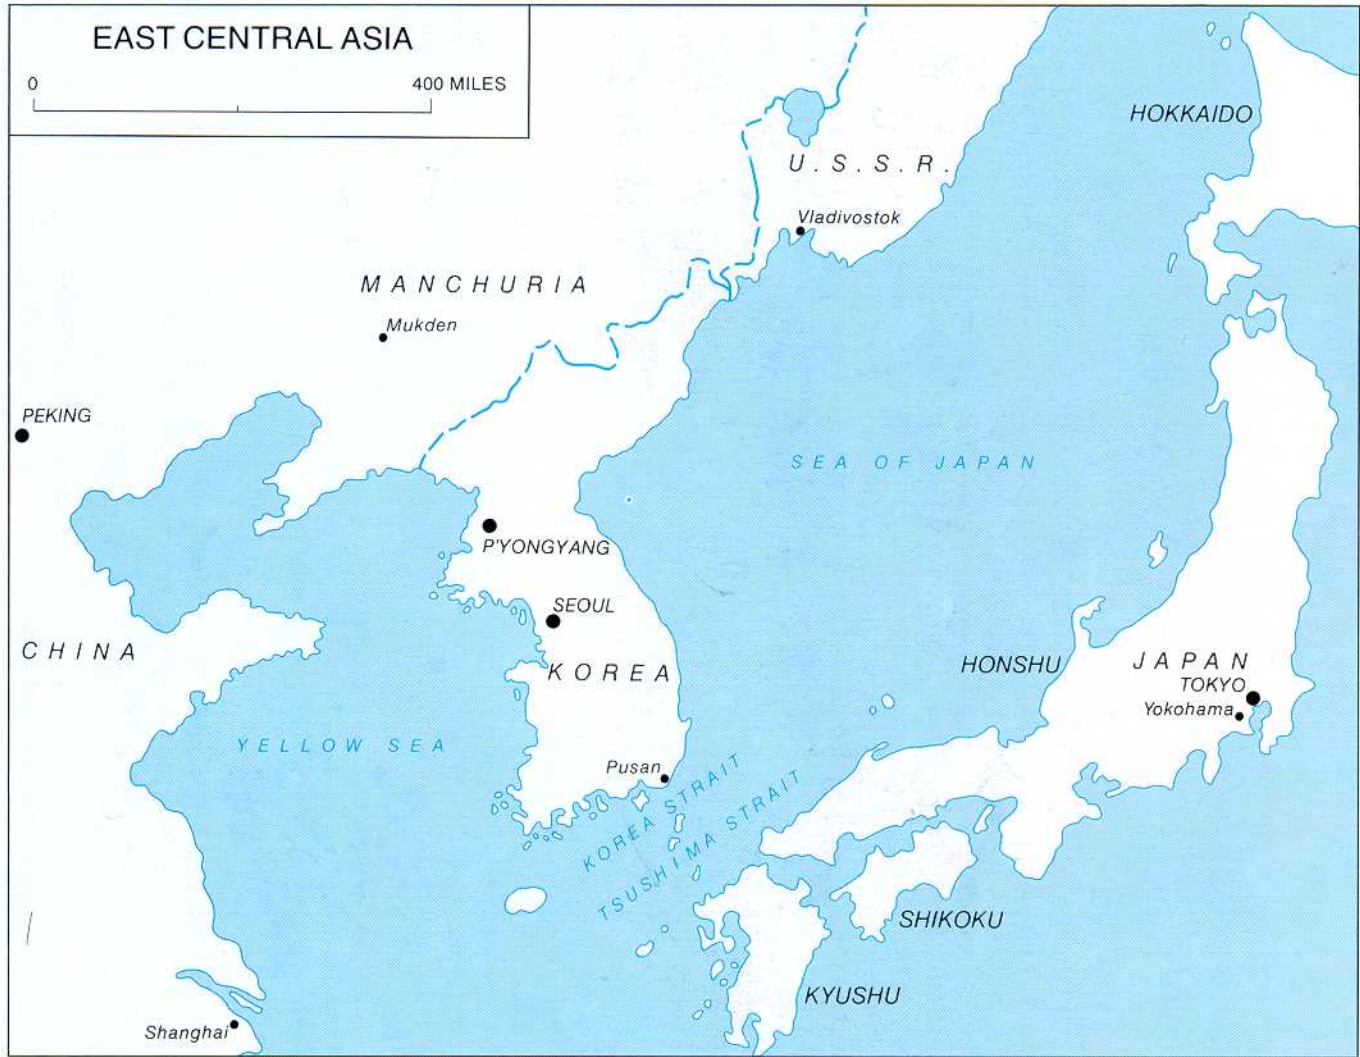 EAST CENTRAL ASIA
0 400 MILES
HOKKAIDO
U.S.S.R.
Vladivostok
MANCHURIA
Mukden
PEKING
SEA OF JAPAN
P'YONGYANG
SEOUL
CHINA
KOREA
HONSHU
JAPAN
TOKYO
Yokohama
YELLOW SEA
Pusan
KOREA STRAIT
TSUSHIMA STRAIT
SHIKOKU
KYUSHU
Shanghai